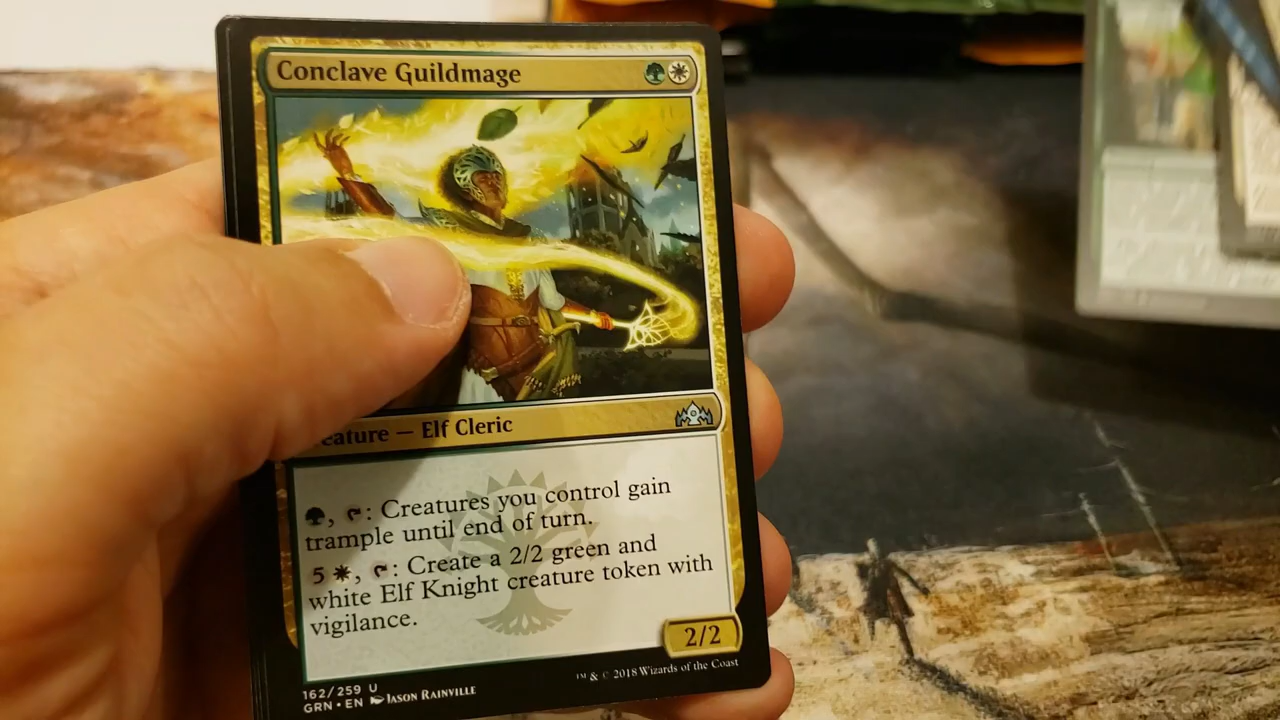 Conclave Guildmage
eature — Elf Cleric
, : Creatures you control gain
trample until end of turn.
5 , : Create a 2/2 green and
white Elf Knight creature token with
vigilance.
2/2
162/259 U
GRN • EN JASON RAINVILLE
™ & © 2018 Wizards of the Coast